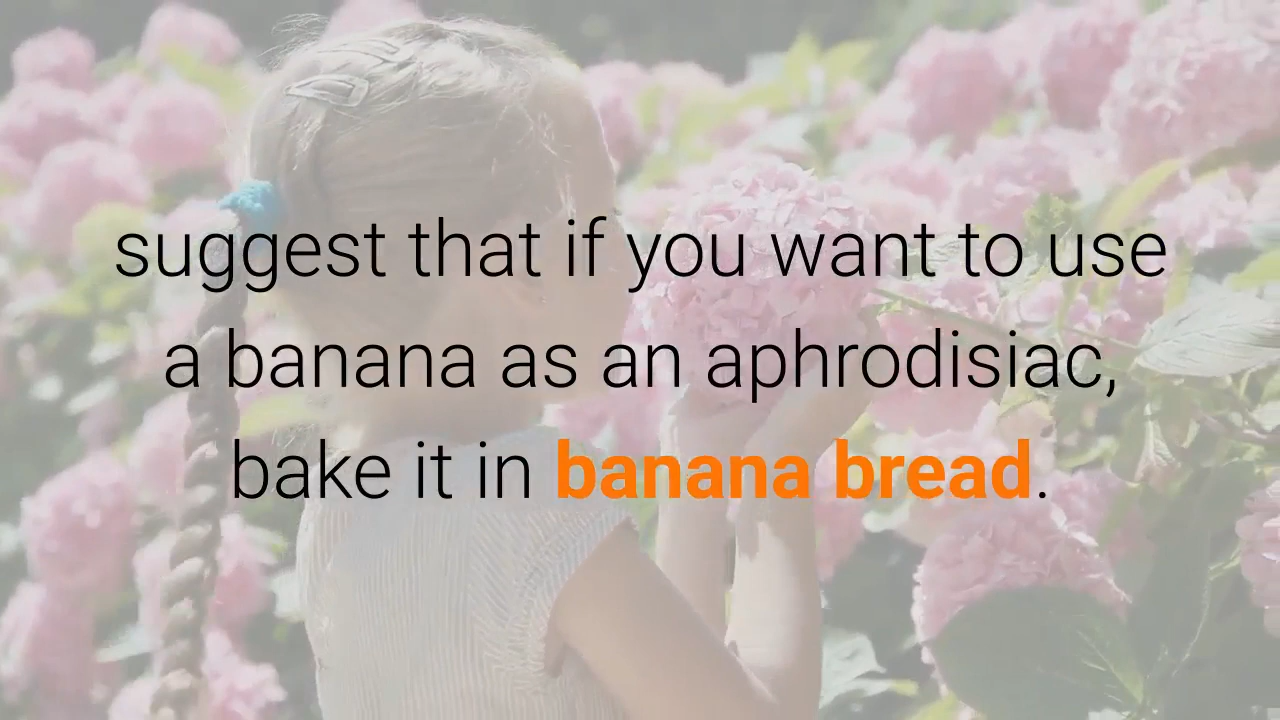 suggest that if you want to use
a banana as an aphrodisiac,
bake it in banana bread.